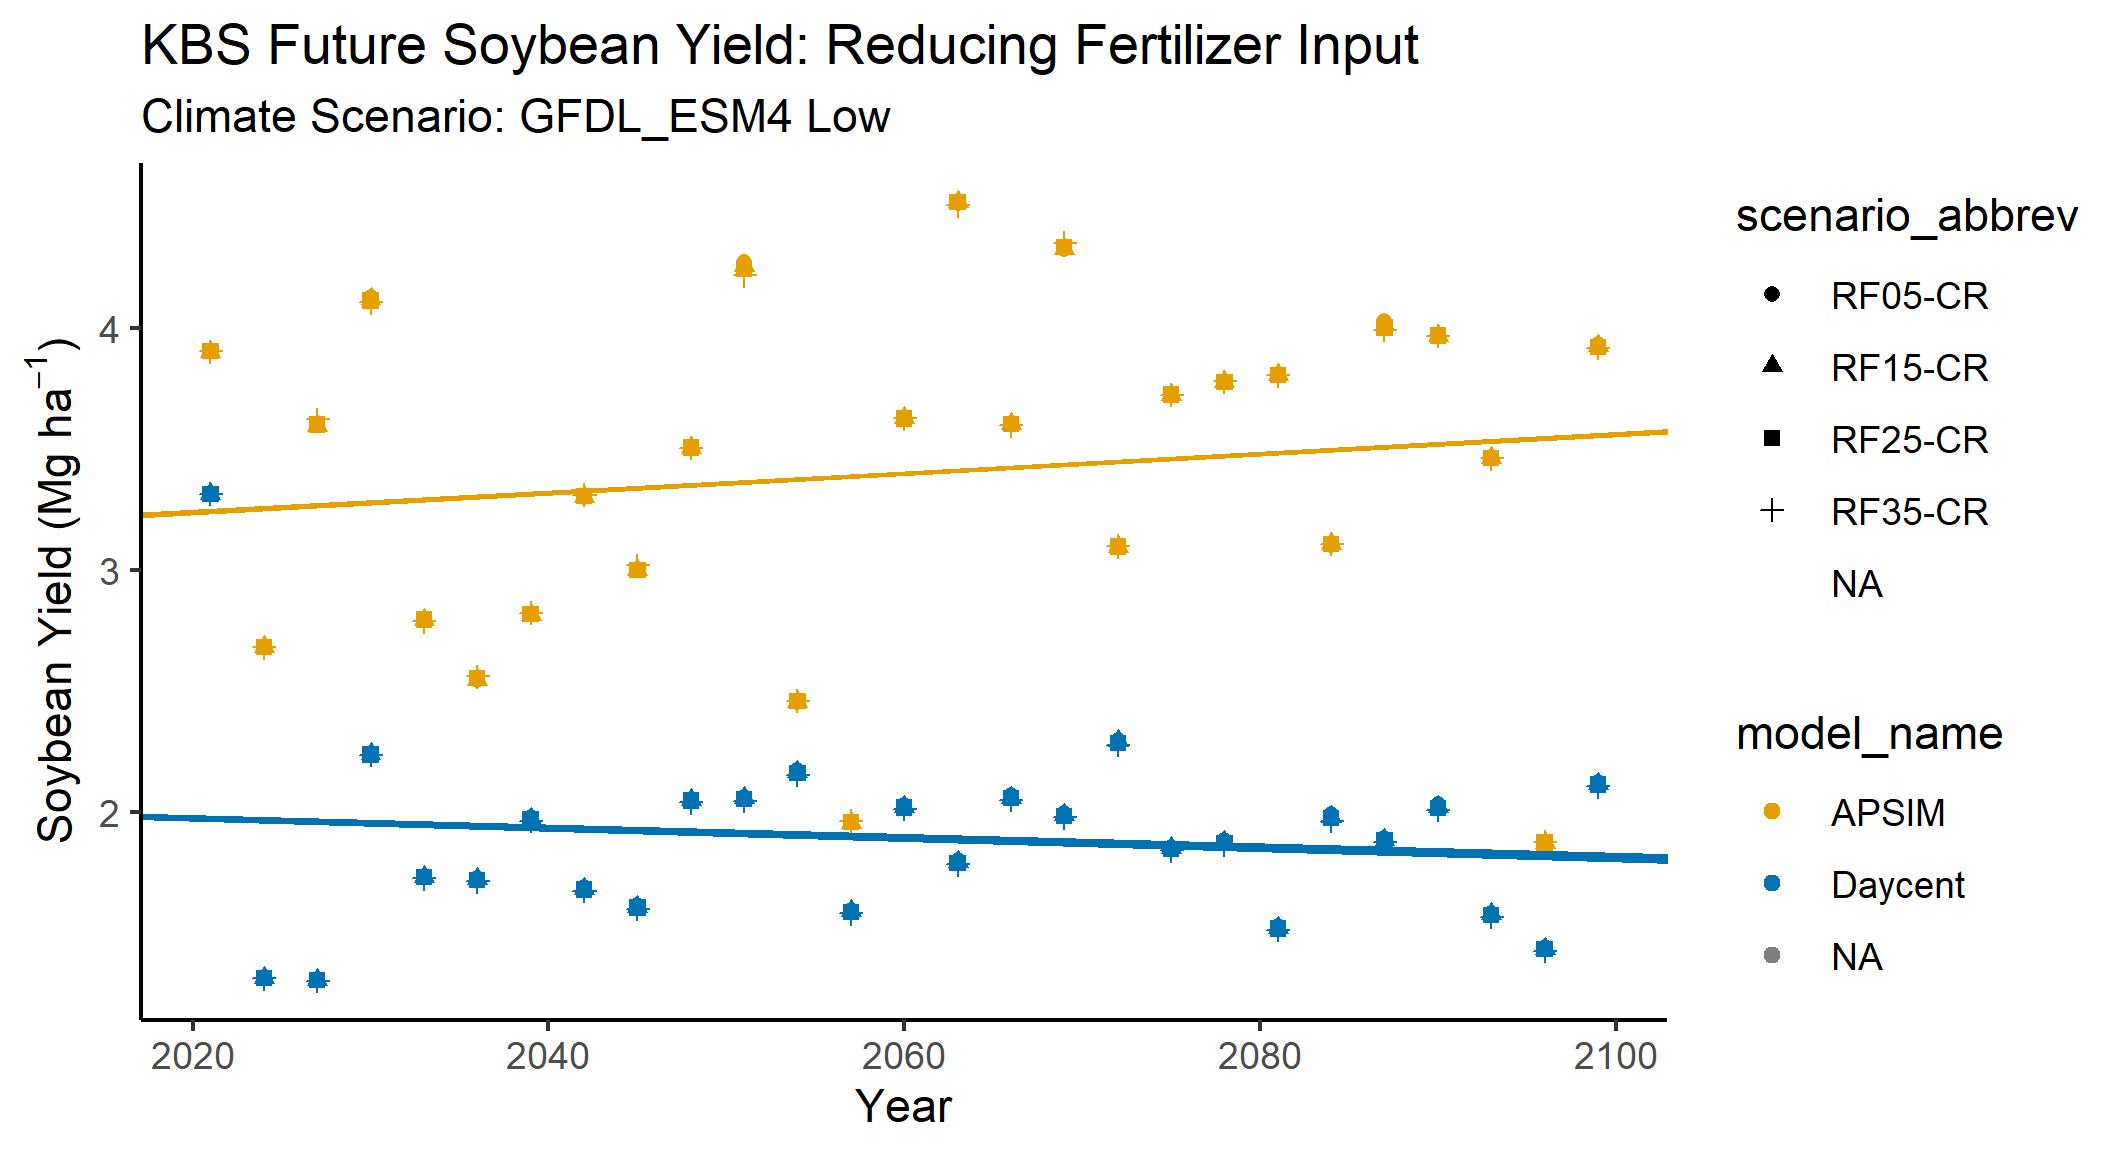 KBS Future Soybean Yield: Reducing Fertilizer Input
Climate Scenario: GFDL_ESM4 Low
Soybean Yield (Mg ha⁻¹)
4
3
2
2020
2040
2060
2080
2100
Year
scenario_abbrev
RF05-CR
RF15-CR
RF25-CR
RF35-CR
NA
model_name
APSIM
Daycent
NA